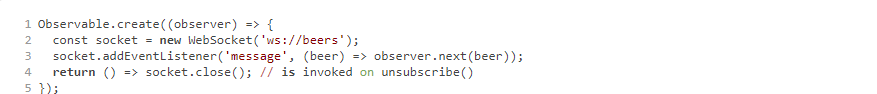 1 Observable.create((observer) => {
2   const socket = new WebSocket('ws://beers');
3   socket.addEventListener('message', (beer) => observer.next(beer));
4   return () => socket.close(); // is invoked on unsubscribe()
5 });